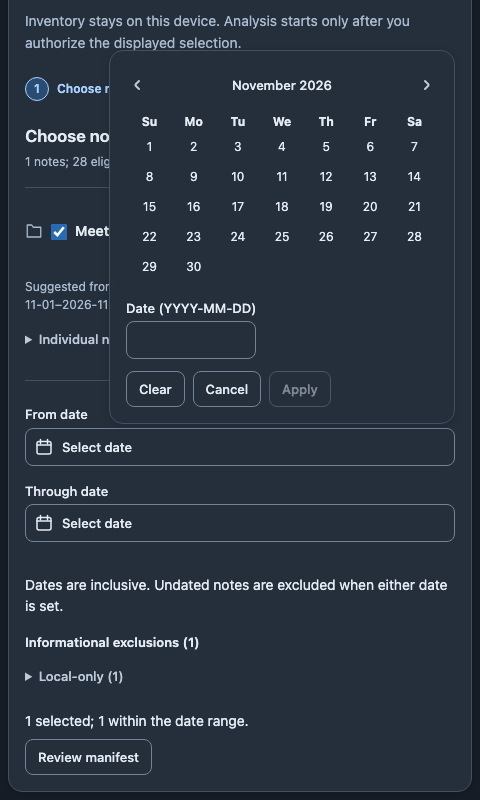 Inventory stays on this device. Analysis starts only after you
authorize the displayed selection.
1 Choose
Choose no
1 notes; 28 elig
Meet
Suggested from
11-01–2026-11
Individual n
November 2026
Su Mo Tu We Th Fr Sa
1 2 3 4 5 6 7
8 9 10 11 12 13 14
15 16 17 18 19 20 21
22 23 24 25 26 27 28
29 30
Date (YYYY-MM-DD)
Clear Cancel Apply
From date
Select date
Through date
Select date
Dates are inclusive. Undated notes are excluded when either date
is set.
Informational exclusions (1)
Local-only (1)
1 selected; 1 within the date range.
Review manifest